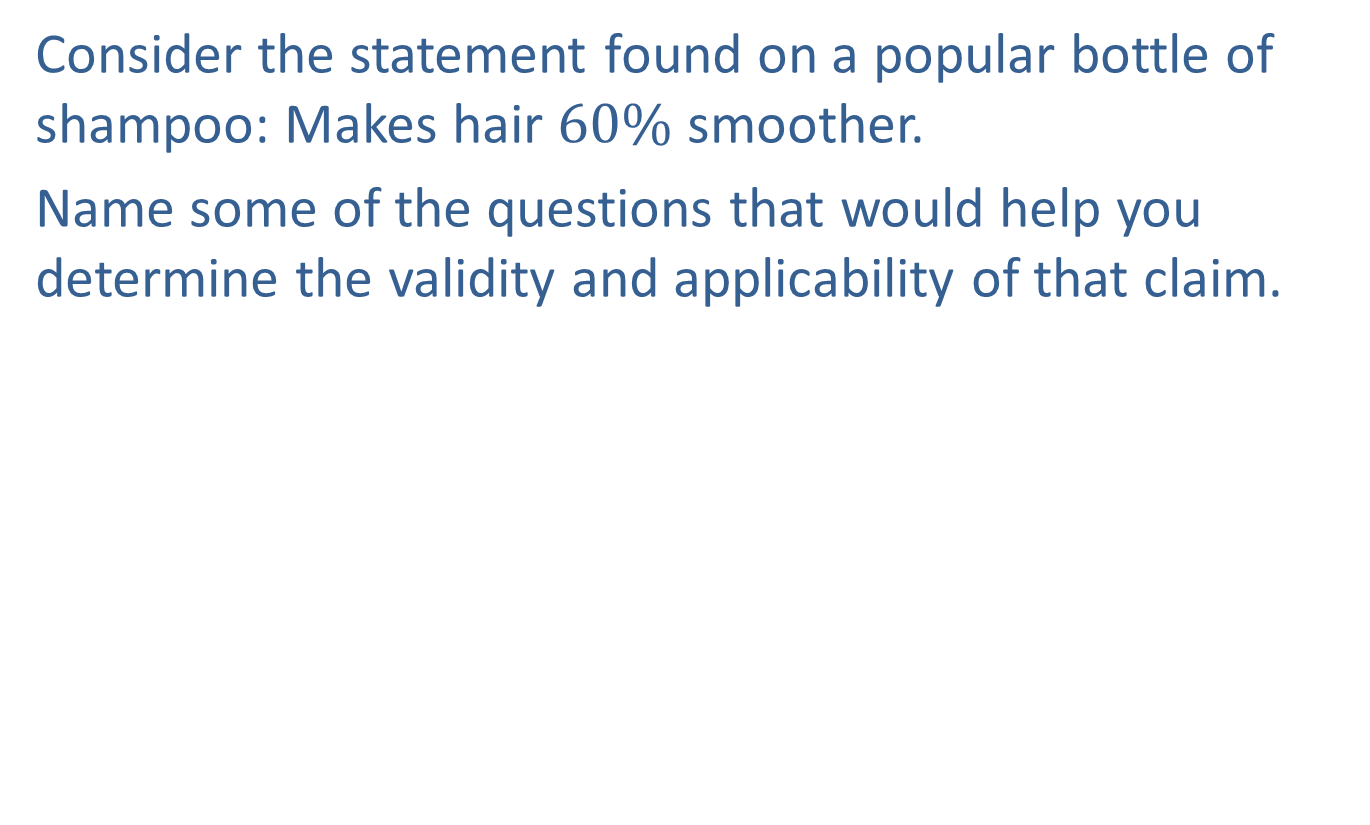 Consider the statement found on a popular bottle of
shampoo: Makes hair 60% smoother.
Name some of the questions that would help you
determine the validity and applicability of that claim.